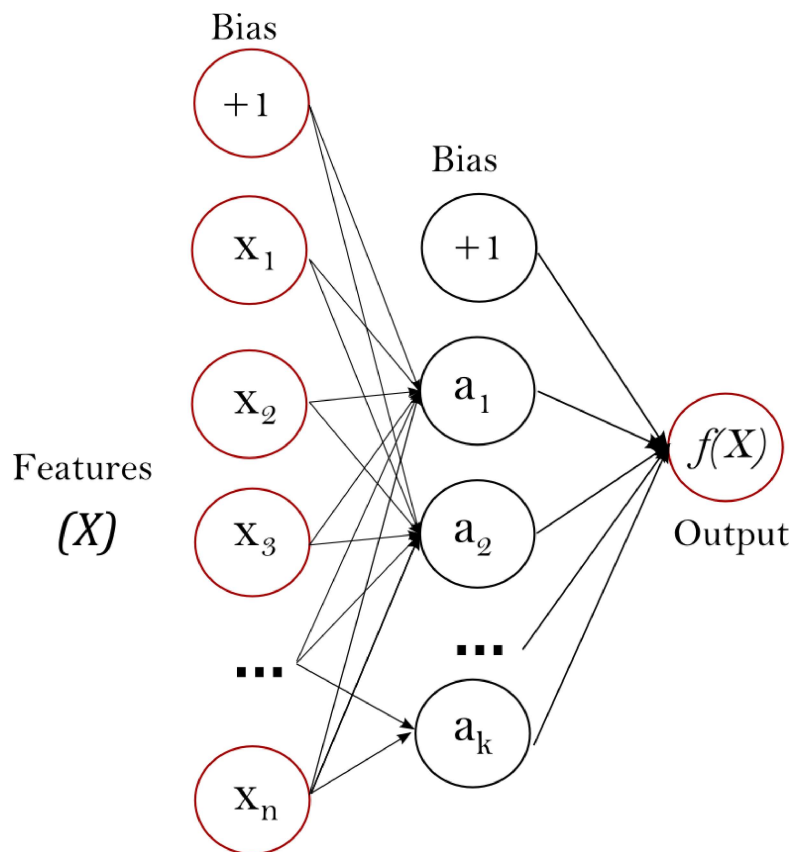 Bias
+1
x₁
x₂
Features
(X)
x₃
...
xₙ
Bias
+1
a₁
a₂
...
aₖ
f(X)
Output